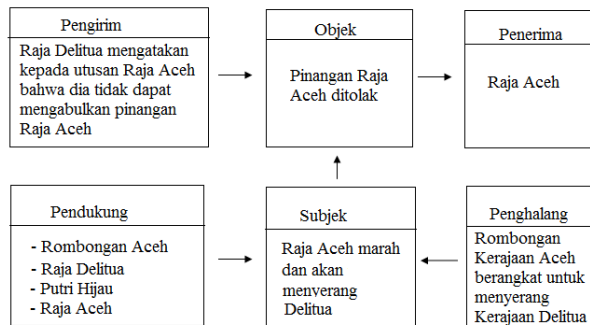 Pengirim
Raja Delitua mengatakan
kepada utusan Raja Aceh
bahwa dia tidak dapat
mengabulkan pinangan
Raja Aceh
Objek
Pinangan Raja
Aceh ditolak
Penerima
Raja Aceh
Pendukung
- Rombongan Aceh
- Raja Delitua
- Putri Hijau
- Raja Aceh
Subjek
Raja Aceh marah
dan akan
menyerang
Delitua
Penghalang
Rombongan
Kerajaan Aceh
berangkat untuk
menyerang
Kerajaan Delitua